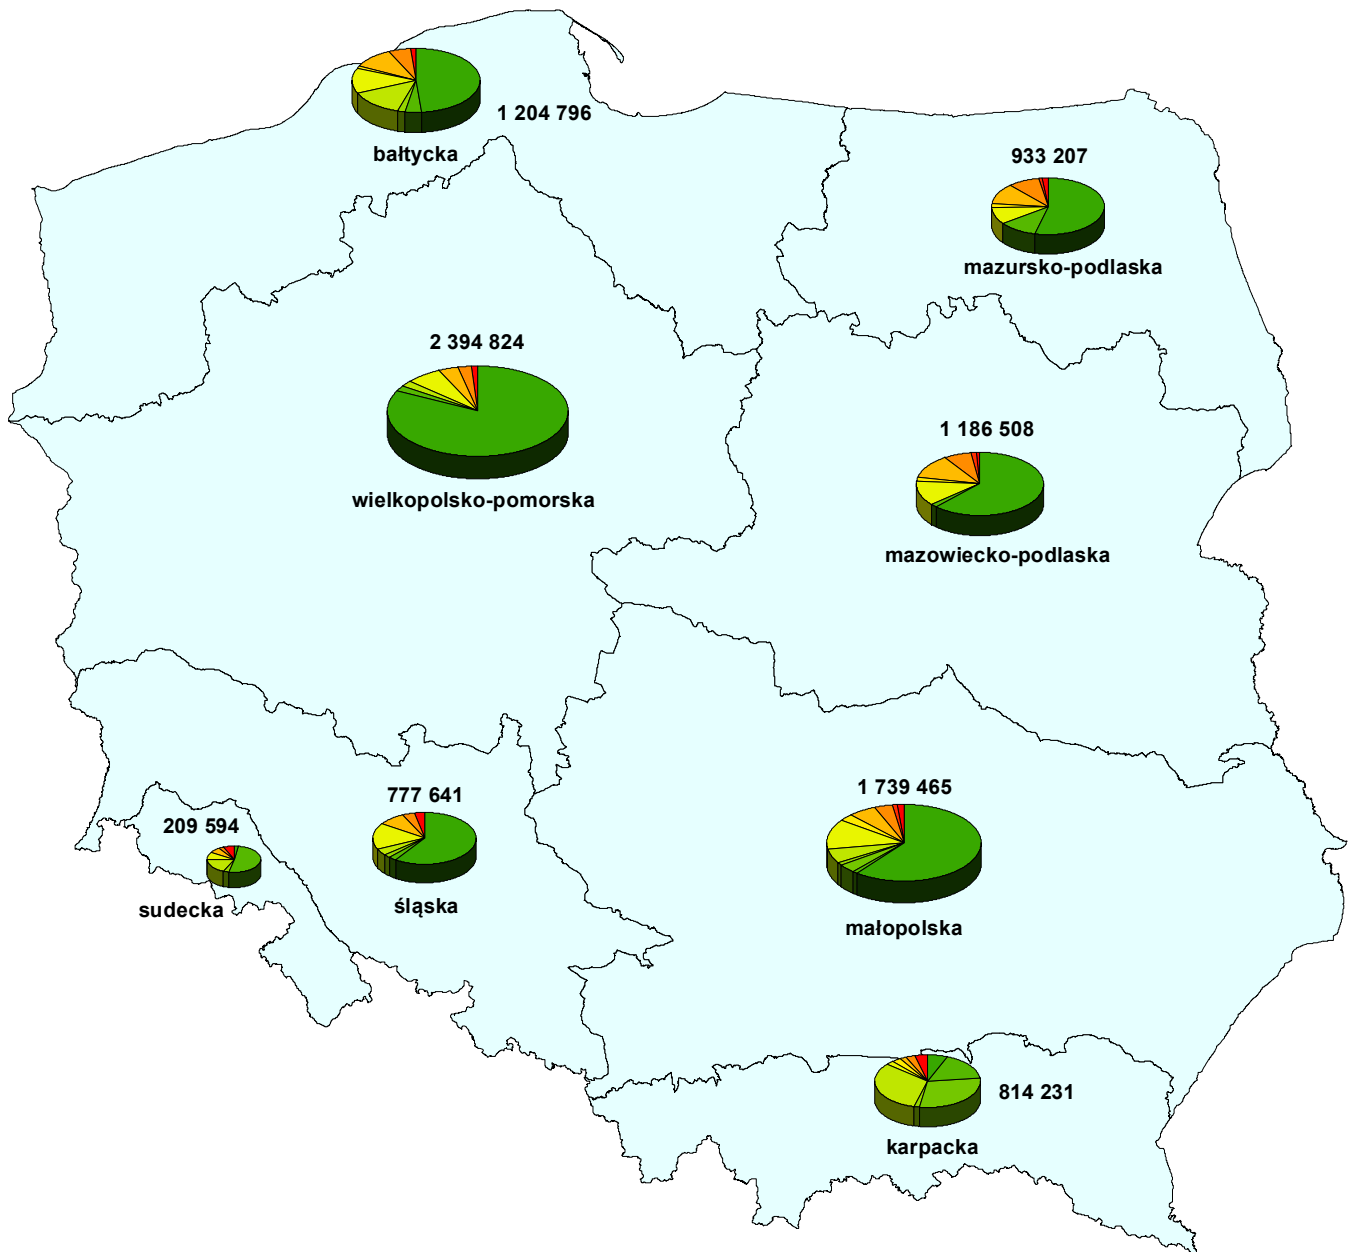 1 204 796
bałtycka
933 207
mazursko-podlaska
2 394 824
wielkopolsko-pomorska
1 186 508
mazowiecko-podlaska
777 641
śląska
209 594
sudecka
1 739 465
małopolska
814 231
karpacka